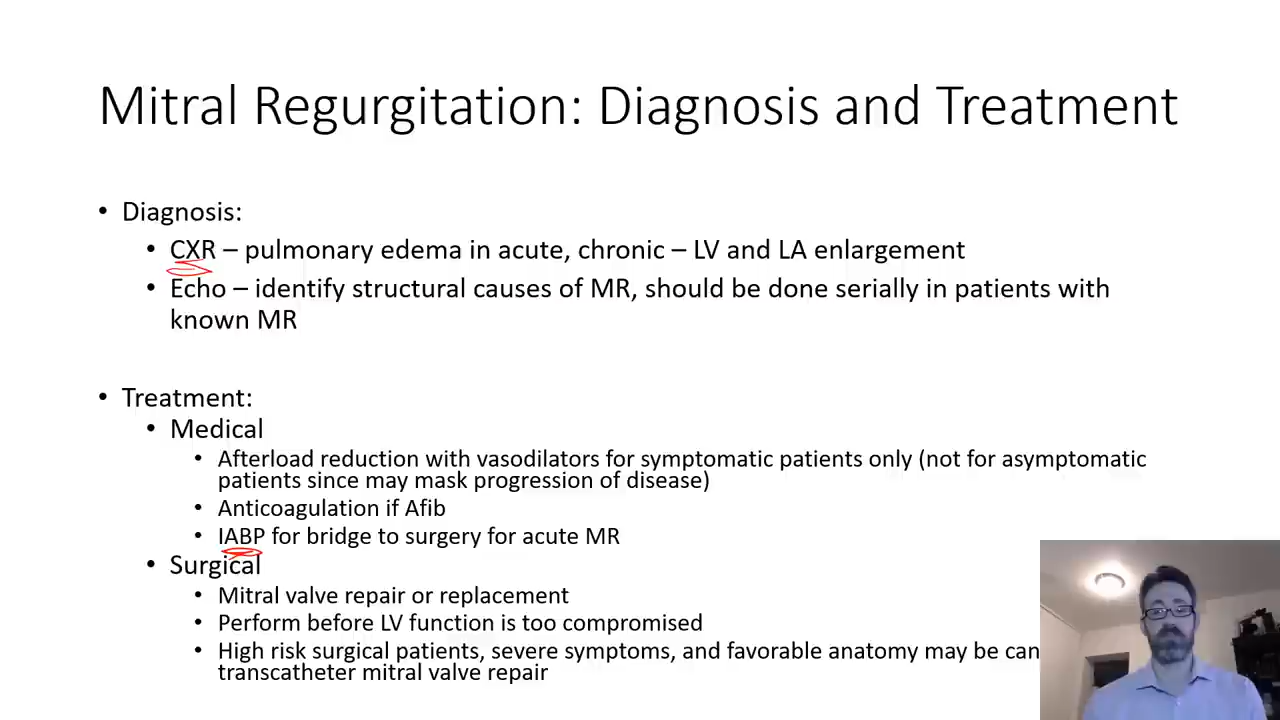 Mitral Regurgitation: Diagnosis and Treatment
• Diagnosis:
• CXR – pulmonary edema in acute, chronic – LV and LA enlargement
• Echo – identify structural causes of MR, should be done serially in patients with
known MR
• Treatment:
• Medical
• Afterload reduction with vasodilators for symptomatic patients only (not for asymptomatic
patients since may mask progression of disease)
• Anticoagulation if Afib
• IABP for bridge to surgery for acute MR
• Surgical
• Mitral valve repair or replacement
• Perform before LV function is too compromised
• High risk surgical patients, severe symptoms, and favorable anatomy may be can
transcatheter mitral valve repair